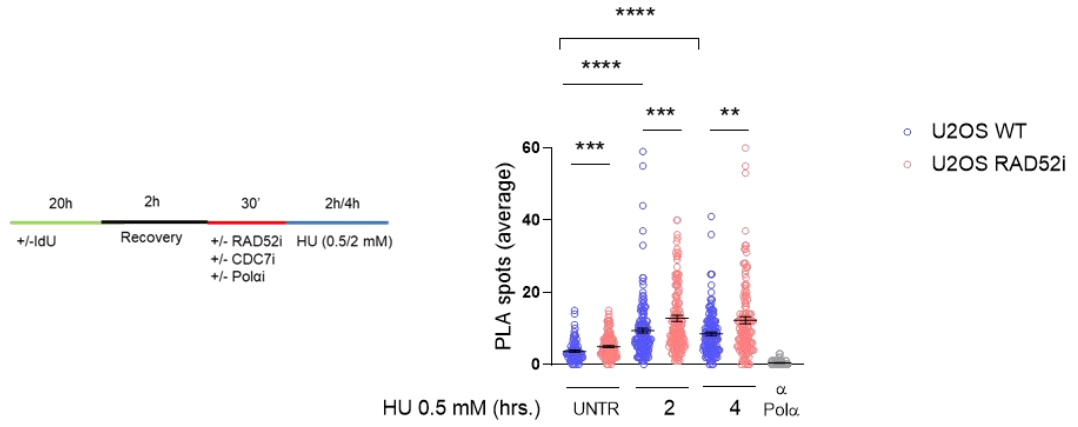 20h 2h 30' 2h/4h
+/-IdU Recovery +/- RAD52i HU (0.5/2 mM)
+/- CDC7i
+/- Polαi
****
****
*** **
***
U2OS WT
U2OS RAD52i
PLA spots (average)
60
40
20
0
HU 0.5 mM (hrs.) UNTR 2 4 α
Polα